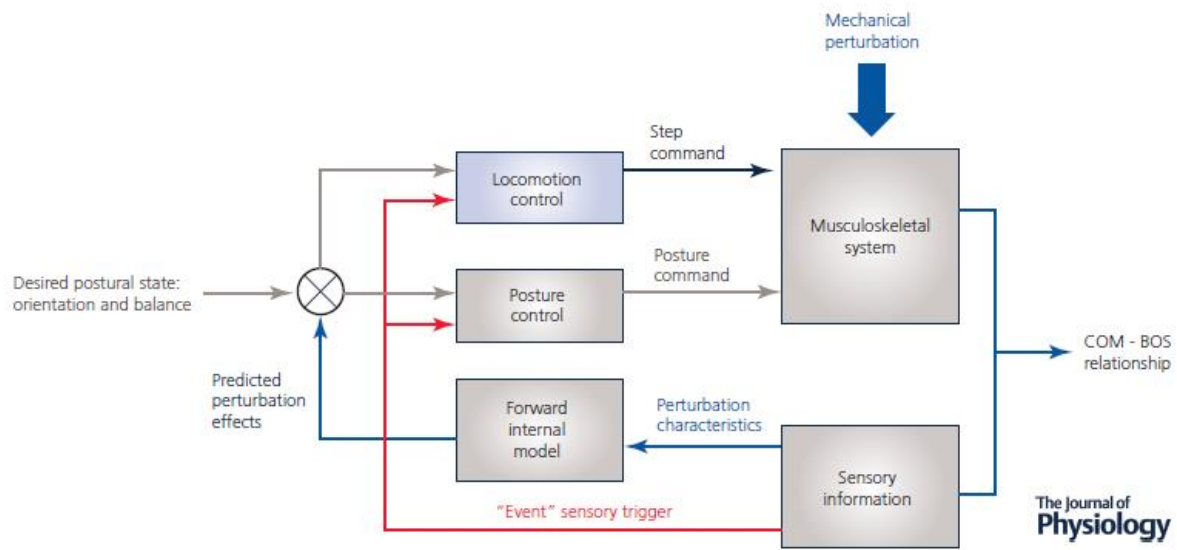 Mechanical
perturbation
Step
command
Locomotion
control
Musculoskeletal
system
Desired postural state:
orientation and balance
Posture
command
Posture
control
COM - BOS
relationship
Predicted
perturbation
effects
Forward
internal
model
Perturbation
characteristics
Sensory
information
"Event" sensory trigger
The Journal of
Physiology